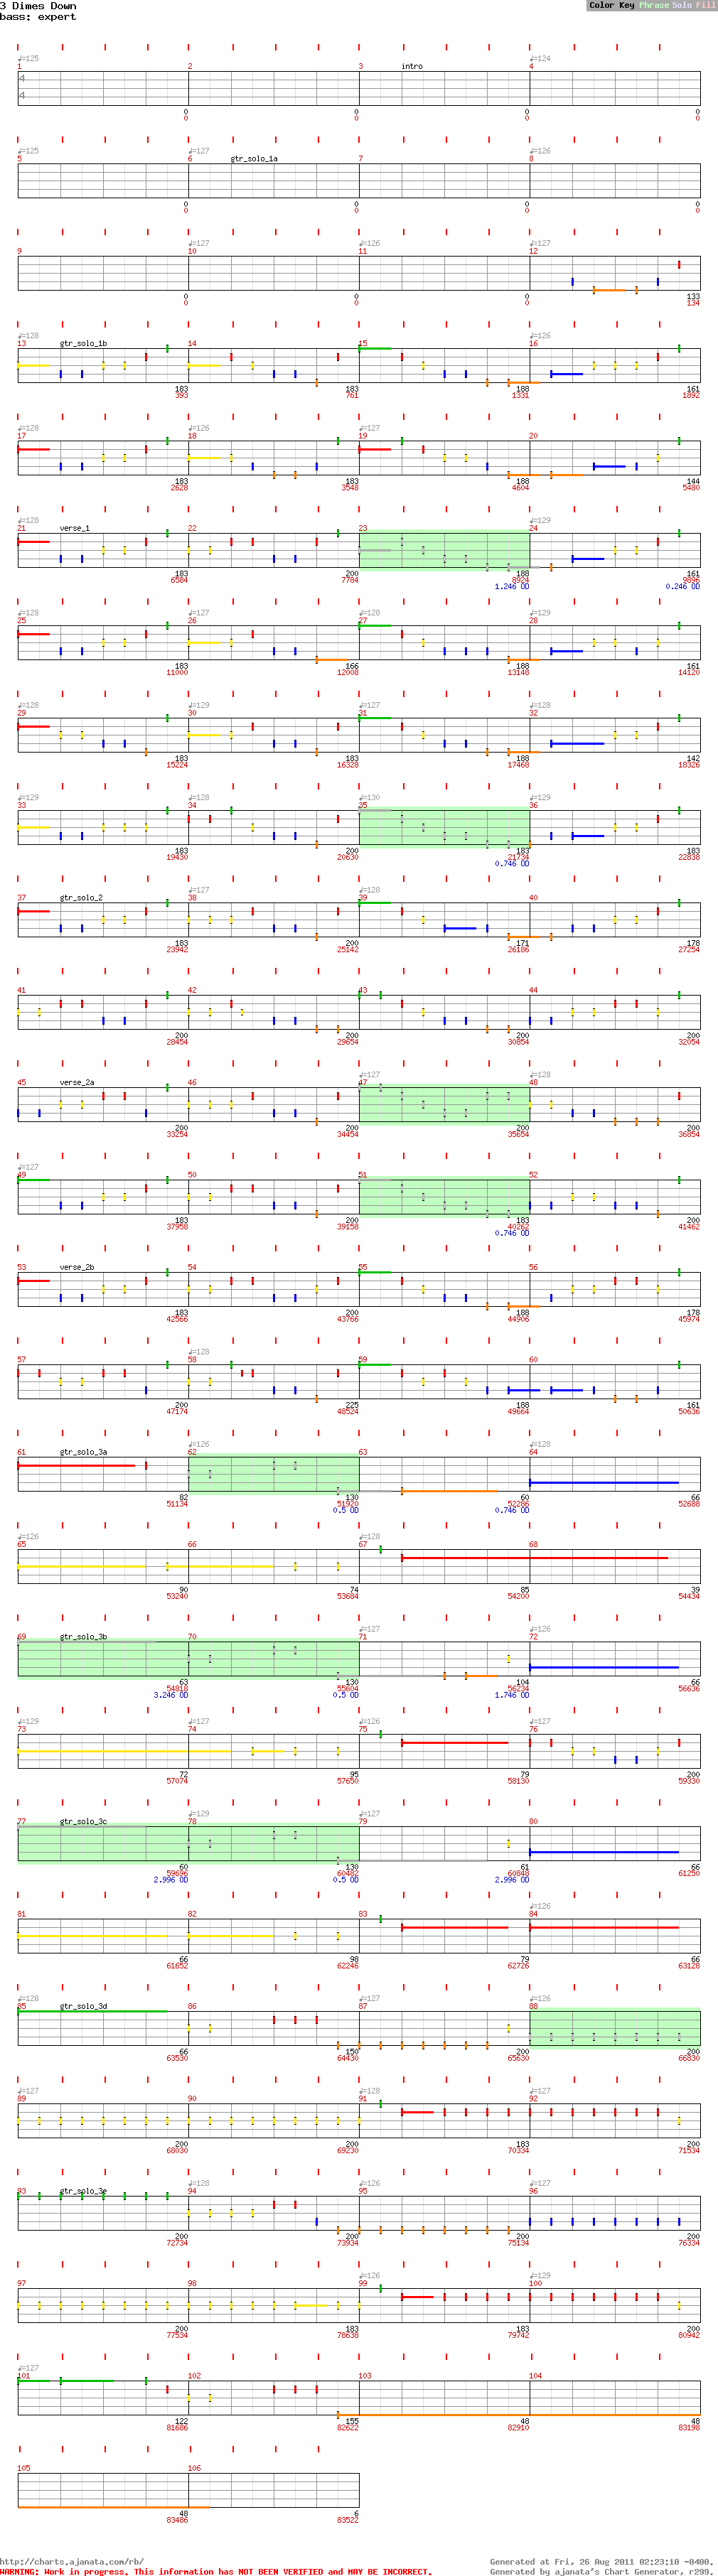 3 Dimes Down
bass: expert
Color Key Phrase Solo Fill
♩=125 ♩=124
1 2 3 intro 4
4
4
0 0 0 0
0 0 0 0
♩=125 ♩=127 ♩=126
5 6 gtr_solo_1a 7 8
0 0 0 0
0 0 0 0
♩=127 ♩=126 ♩=127
9 10 11 12
0 0 0 133
0 0 0 134
♩=128 ♩=126
13 gtr_solo_1b 14 15 16
183 183 188 161
393 761 1331 1892
♩=128 ♩=126 ♩=127
17 18 19 20
183 183 188 144
2628 3548 4604 5480
♩=128 ♩=129
21 verse_1 22 23 24
183 200 188 161
6584 7784 8924 9896
1.246 OD 0.246 OD
♩=128 ♩=127 ♩=128 ♩=129
25 26 27 28
183 166 188 161
11000 12008 13148 14120
♩=128 ♩=129 ♩=127 ♩=128
29 30 31 32
183 183 188 142
15224 16328 17468 18326
♩=129 ♩=128 ♩=130 ♩=129
33 34 35 36
183 200 183 183
19430 20630 21734 22838
0.746 OD
♩=127 ♩=128
37 gtr_solo_2 38 39 40
183 200 171 178
23942 25142 26186 27254
41 42 43 44
200 200 200 200
28454 29654 30854 32054
♩=127 ♩=128
45 verse_2a 46 47 48
200 200 200 200
33254 34454 35654 36854
♩=127
49 50 51 52
183 200 183 200
37958 39158 40262 41462
0.746 OD
53 verse_2b 54 55 56
183 200 188 178
42566 43766 44906 45974
♩=128
57 58 59 60
200 225 188 161
47174 48524 49664 50636
♩=126 ♩=128
61 gtr_solo_3a 62 63 64
82 130 60 66
51134 51920 52286 52688
0.5 OD 0.746 OD
♩=126 ♩=128
65 66 67 68
90 74 85 39
53240 53684 54200 54434
♩=127 ♩=126
69 gtr_solo_3b 70 71 72
63 130 104 66
54818 55604 56234 56636
3.246 OD 0.5 OD 1.746 OD
♩=129 ♩=127 ♩=126 ♩=127
73 74 75 76
72 95 79 200
57074 57650 58130 59330
♩=129 ♩=127
77 gtr_solo_3c 78 79 80
60 130 61 66
59696 60482 60848 61250
2.996 OD 0.5 OD 2.996 OD
♩=126
81 82 83 84
66 98 79 66
61652 62246 62726 63128
♩=128 ♩=127 ♩=126
85 gtr_solo_3d 86 87 88
66 150 200 200
63530 64430 65630 66830
♩=127 ♩=128 ♩=127
89 90 91 92
200 200 183 200
68030 69230 70334 71534
♩=128 ♩=126 ♩=127
93 gtr_solo_3e 94 95 96
200 200 200 200
72734 73934 75134 76334
♩=126 ♩=129
97 98 99 100
200 183 183 200
77534 78638 79742 80942
♩=127
101 102 103 104
122 155 48 48
81686 82622 82910 83198
105 106
48 6
83486 83522
http://charts.ajanata.com/rb/ Generated at Fri, 26 Aug 2011 02:23:10 -0400.
WARNING: Work in progress. This information has NOT BEEN VERIFIED and MAY BE INCORRECT. Generated by ajanata's Chart Generator, r293.